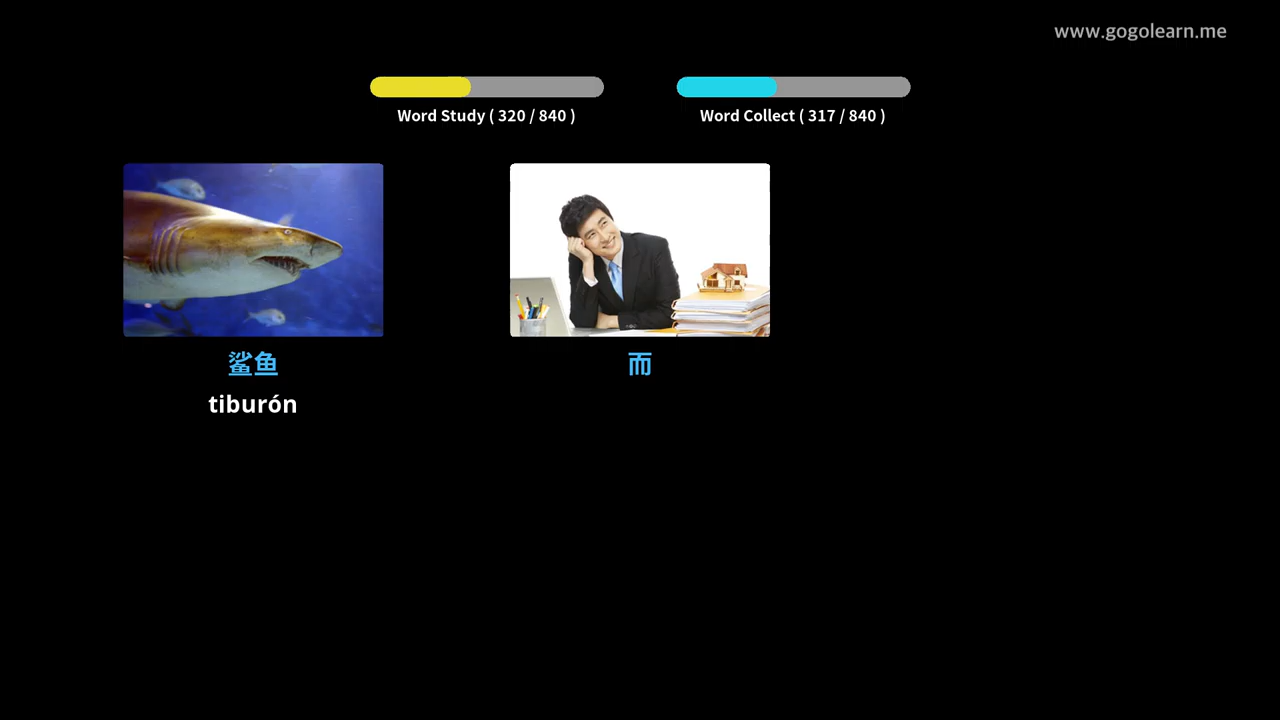 www.gogolearn.me
Word Study ( 320 / 840 )
Word Collect ( 317 / 840 )
鲨鱼
而
tiburón